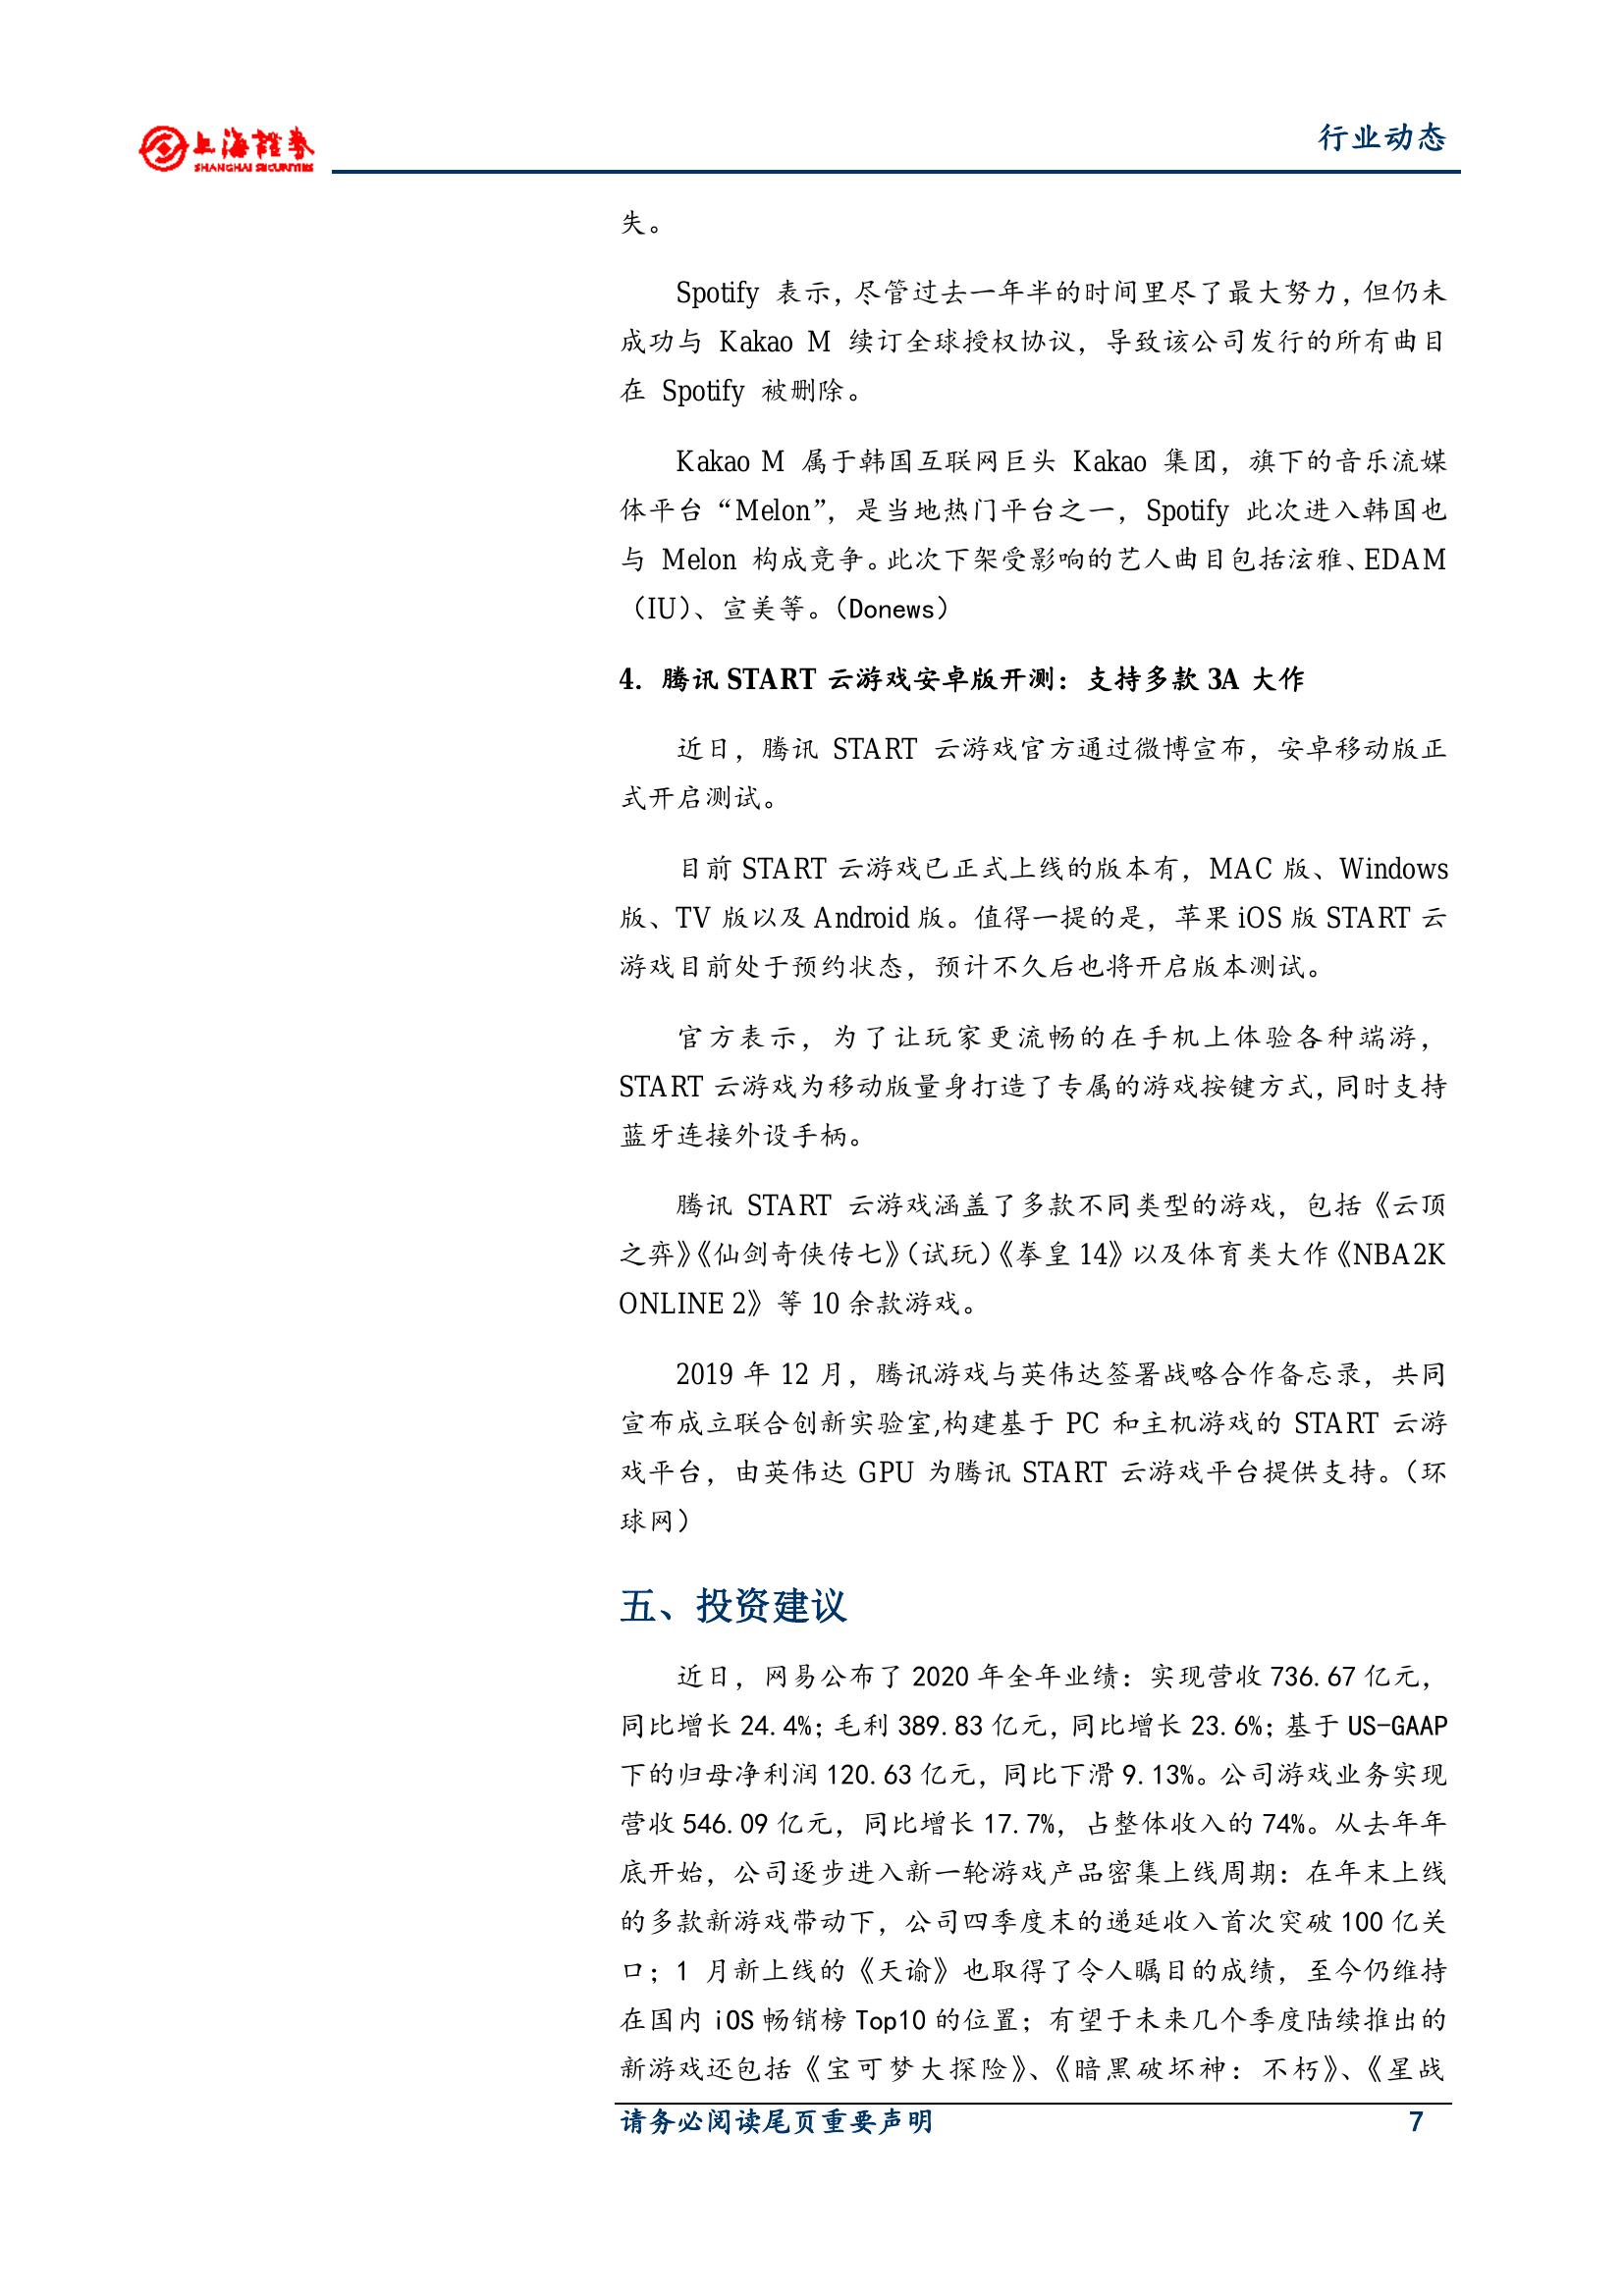 上海證券
SHANGHAI SECURITIES
行业动态
失。
Spotify 表示，尽管过去一年半的时间里尽了最大努力，但仍未
成功与 Kakao M 续订全球授权协议，导致该公司发行的所有曲目
在 Spotify 被删除。
Kakao M 属于韩国互联网巨头 Kakao 集团，旗下的音乐流媒
体平台“Melon”，是当地热门平台之一，Spotify 此次进入韩国也
与 Melon 构成竞争。此次下架受影响的艺人曲目包括泫雅、EDAM
（IU）、宣美等。（Donews）
4. 腾讯 START 云游戏安卓版开测：支持多款 3A 大作
近日，腾讯 START 云游戏官方通过微博宣布，安卓移动版正
式开启测试。
目前 START 云游戏已正式上线的版本有，MAC 版、Windows
版、TV 版以及 Android 版。值得一提的是，苹果 iOS 版 START 云
游戏目前处于预约状态，预计不久后也将开启版本测试。
官方表示，为了让玩家更流畅的在手机上体验各种端游，
START 云游戏为移动版量身打造了专属的游戏按键方式，同时支持
蓝牙连接外设手柄。
腾讯 START 云游戏涵盖了多款不同类型的游戏，包括《云顶
之弈》《仙剑奇侠传七》（试玩）《拳皇 14》以及体育类大作《NBA2K
ONLINE 2》等 10 余款游戏。
2019 年 12 月，腾讯游戏与英伟达签署战略合作备忘录，共同
宣布成立联合创新实验室,构建基于 PC 和主机游戏的 START 云游
戏平台，由英伟达 GPU 为腾讯 START 云游戏平台提供支持。（环
球网）
五、投资建议
近日，网易公布了 2020 年全年业绩：实现营收 736.67 亿元，
同比增长 24.4%；毛利 389.83 亿元，同比增长 23.6%；基于 US-GAAP
下的归母净利润 120.63 亿元，同比下滑 9.13%。公司游戏业务实现
营收 546.09 亿元，同比增长 17.7%，占整体收入的 74%。从去年年
底开始，公司逐步进入新一轮游戏产品密集上线周期：在年末上线
的多款新游戏带动下，公司四季度末的递延收入首次突破 100 亿关
口；1 月新上线的《天谕》也取得了令人瞩目的成绩，至今仍维持
在国内 iOS 畅销榜 Top10 的位置；有望于未来几个季度陆续推出的
新游戏还包括《宝可梦大探险》、《暗黑破坏神：不朽》、《星战
请务必阅读尾页重要声明
7